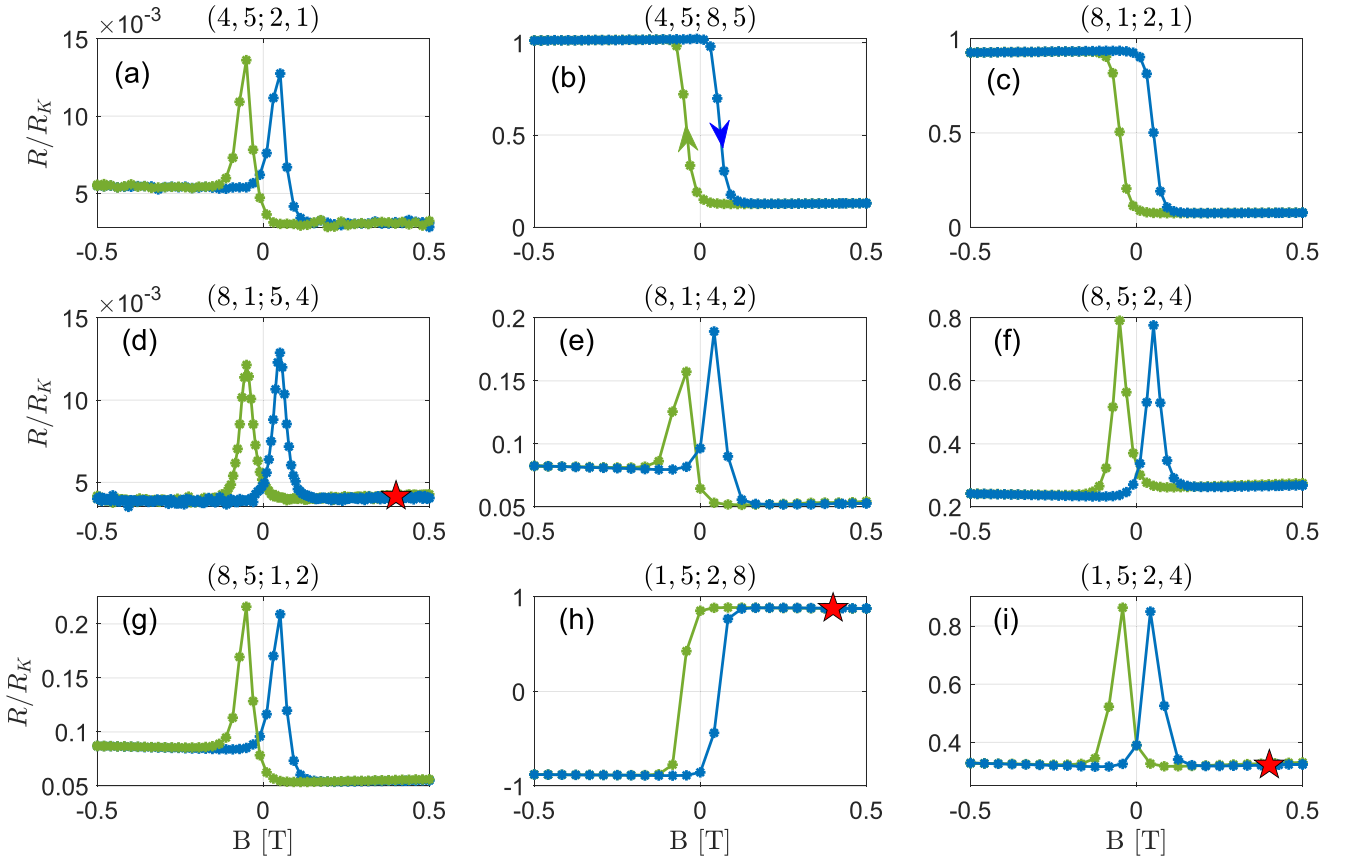 (4, 5; 2, 1) (4, 5; 8, 5) (8, 1; 2, 1)
×10⁻³
15 1 1
(a) (b) (c)
10 0.5 0.5
R/R_K
5
0 0
-0.5 0 0.5 -0.5 0 0.5 -0.5 0 0.5
(8, 1; 5, 4) (8, 1; 4, 2) (8, 5; 2, 4)
×10⁻³
15 0.2 0.8
(d) (e) (f)
0.15 0.6
10
R/R_K
0.1 0.4
5
0.05 0.2
-0.5 0 0.5 -0.5 0 0.5 -0.5 0 0.5
(8, 5; 1, 2) (1, 5; 2, 8) (1, 5; 2, 4)
1
(g) (h) (i)
0.2 0.8
0.15
R/R_K
0 0.6
0.1
0.4
0.05 -1
-0.5 0 0.5 -0.5 0 0.5 -0.5 0 0.5
B [T] B [T] B [T]